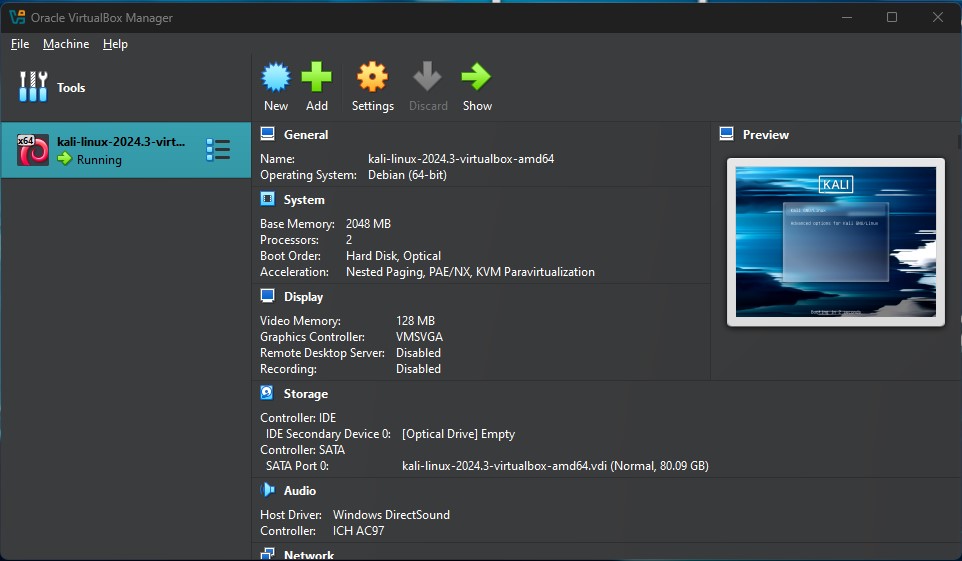 Oracle VirtualBox Manager
File Machine Help
Tools
New Add Settings Discard Show
x64
kali-linux-2024.3-virt...
Running
General
Name: kali-linux-2024.3-virtualbox-amd64
Operating System: Debian (64-bit)
System
Base Memory: 2048 MB
Processors: 2
Boot Order: Hard Disk, Optical
Acceleration: Nested Paging, PAE/NX, KVM Paravirtualization
Display
Video Memory: 128 MB
Graphics Controller: VMSVGA
Remote Desktop Server: Disabled
Recording: Disabled
Storage
Controller: IDE
IDE Secondary Device 0: [Optical Drive] Empty
Controller: SATA
SATA Port 0: kali-linux-2024.3-virtualbox-amd64.vdi (Normal, 80.09 GB)
Audio
Host Driver: Windows DirectSound
Controller: ICH AC97
Network
Preview
KALI
Advanced options for Kali GNU/Linux